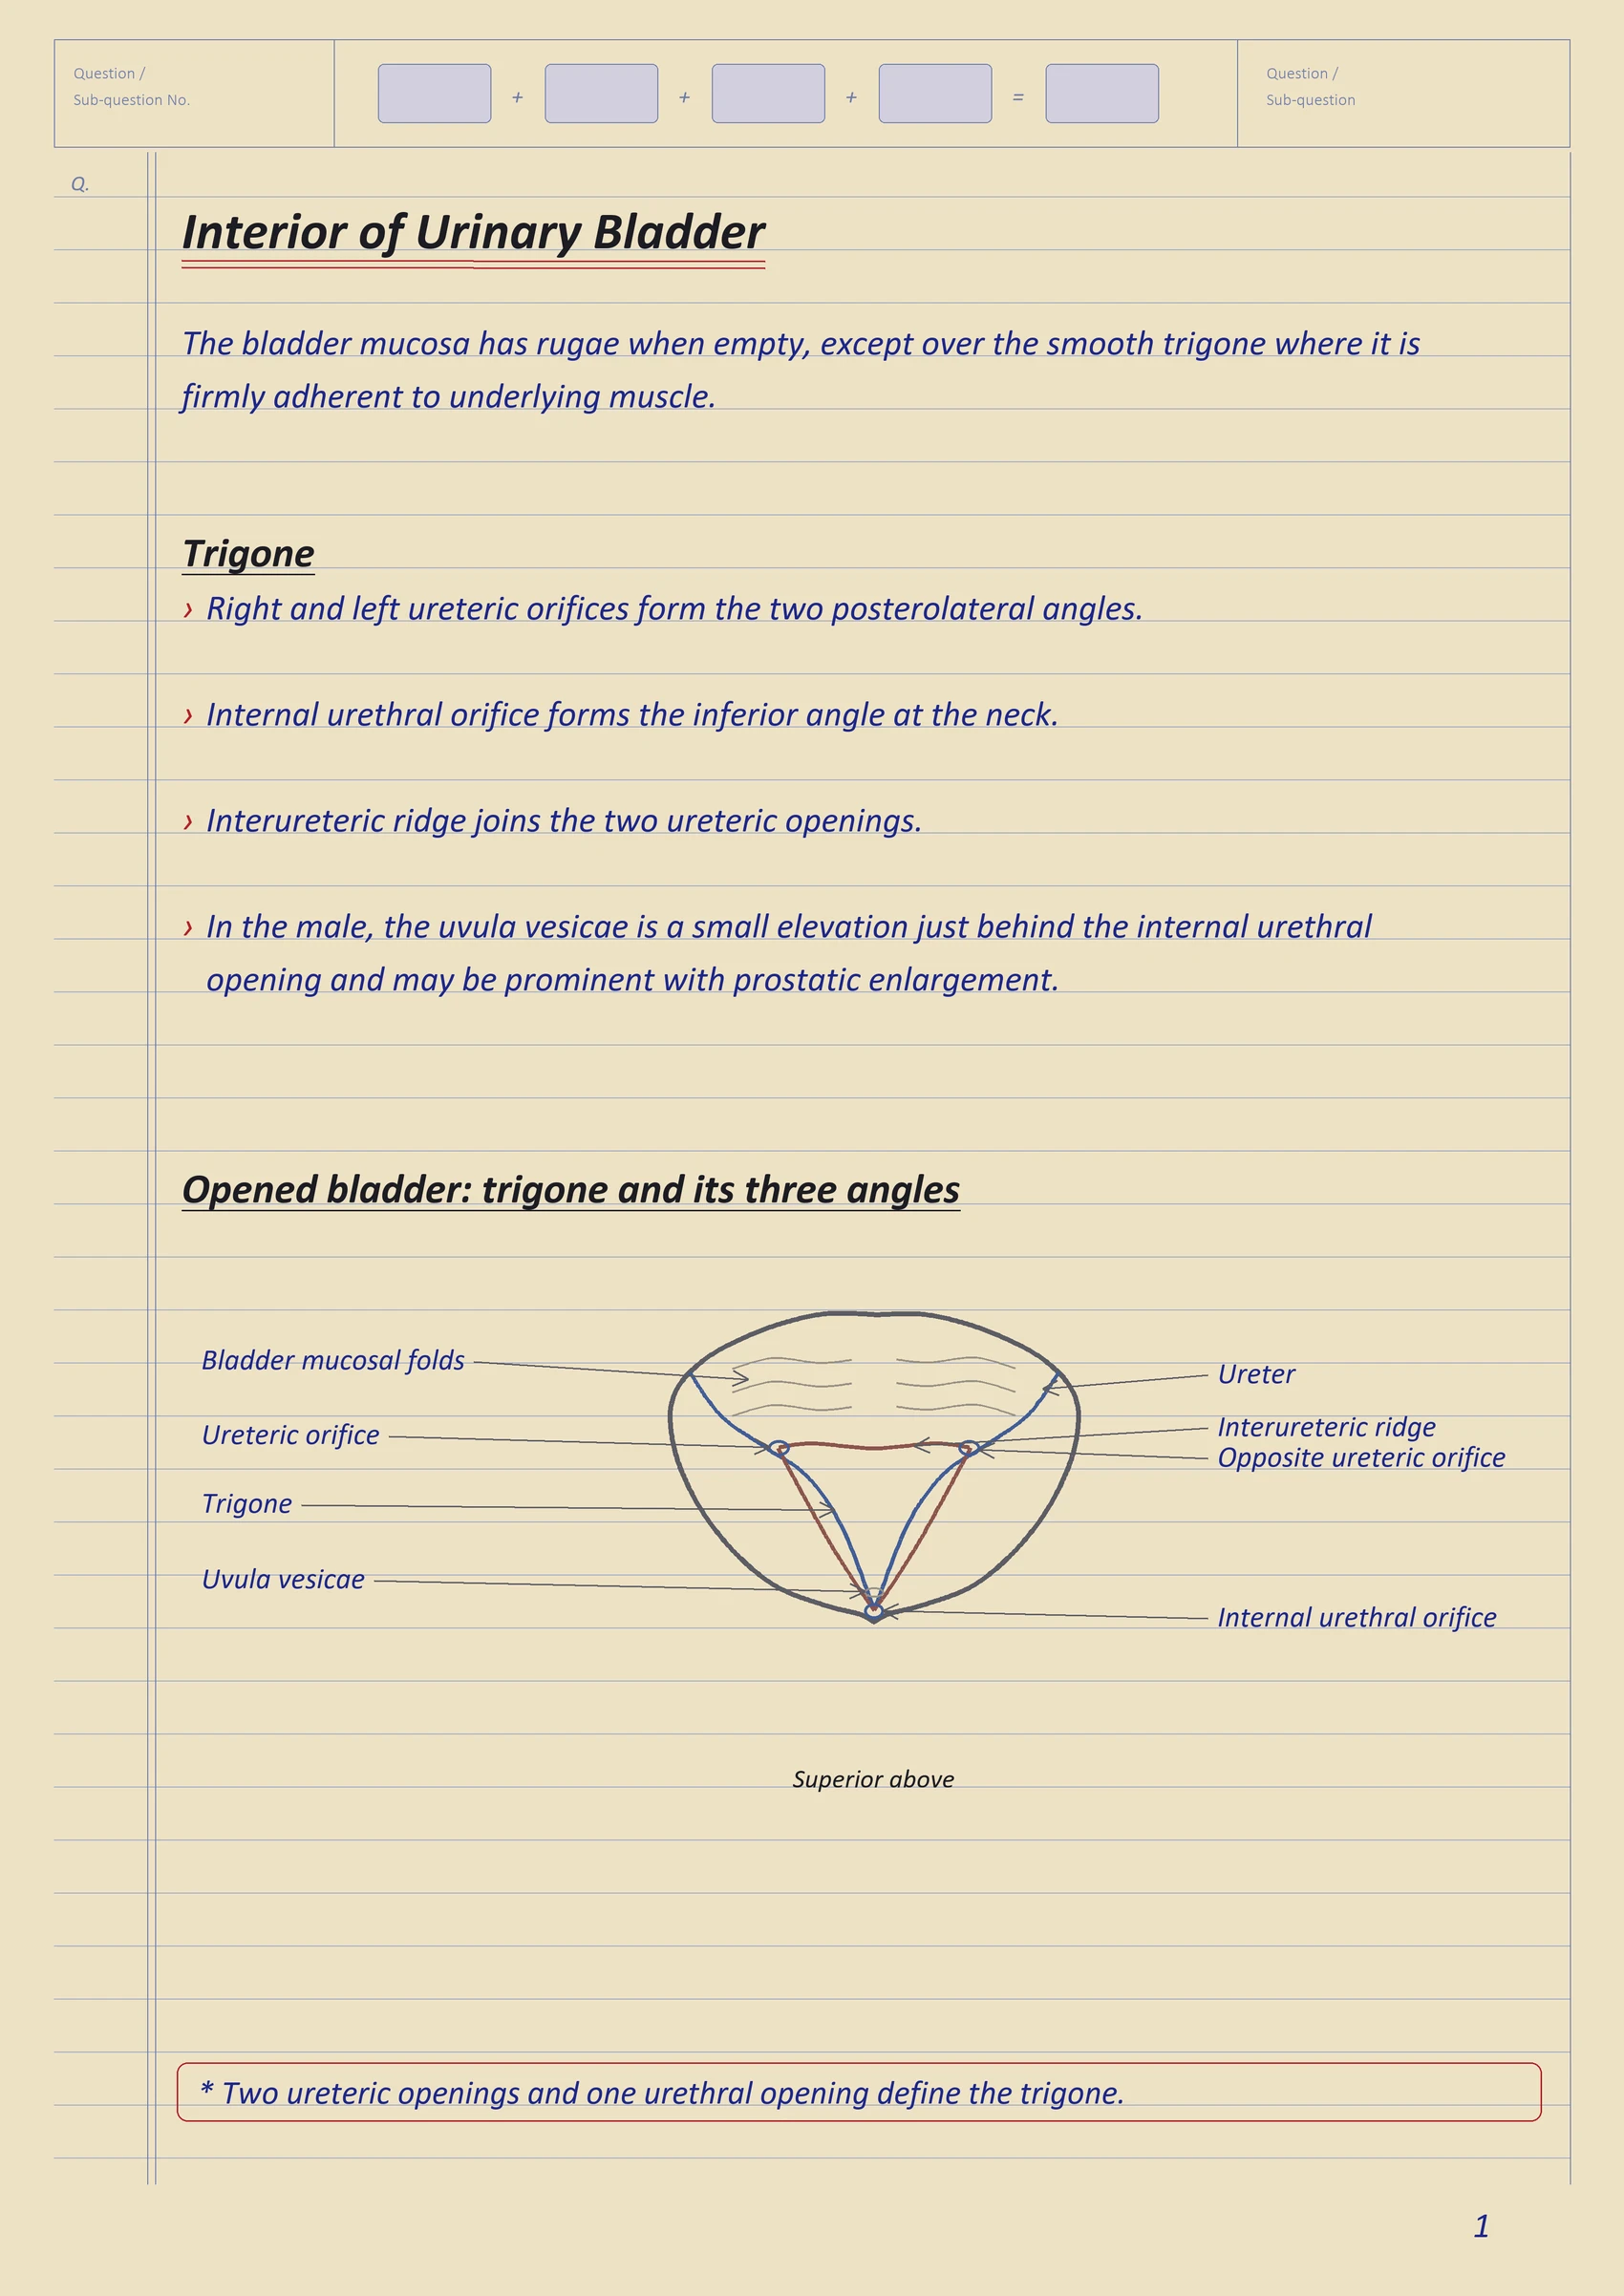 Question /
Sub-question No.
+ + + =
Question /
Sub-question
Q.
Interior of Urinary Bladder
The bladder mucosa has rugae when empty, except over the smooth trigone where it is
firmly adherent to underlying muscle.
Trigone
› Right and left ureteric orifices form the two posterolateral angles.
› Internal urethral orifice forms the inferior angle at the neck.
› Interureteric ridge joins the two ureteric openings.
› In the male, the uvula vesicae is a small elevation just behind the internal urethral
opening and may be prominent with prostatic enlargement.
Opened bladder: trigone and its three angles
Bladder mucosal folds
Ureter
Ureteric orifice
Interureteric ridge
Opposite ureteric orifice
Trigone
Uvula vesicae
Internal urethral orifice
Superior above
* Two ureteric openings and one urethral opening define the trigone.
1